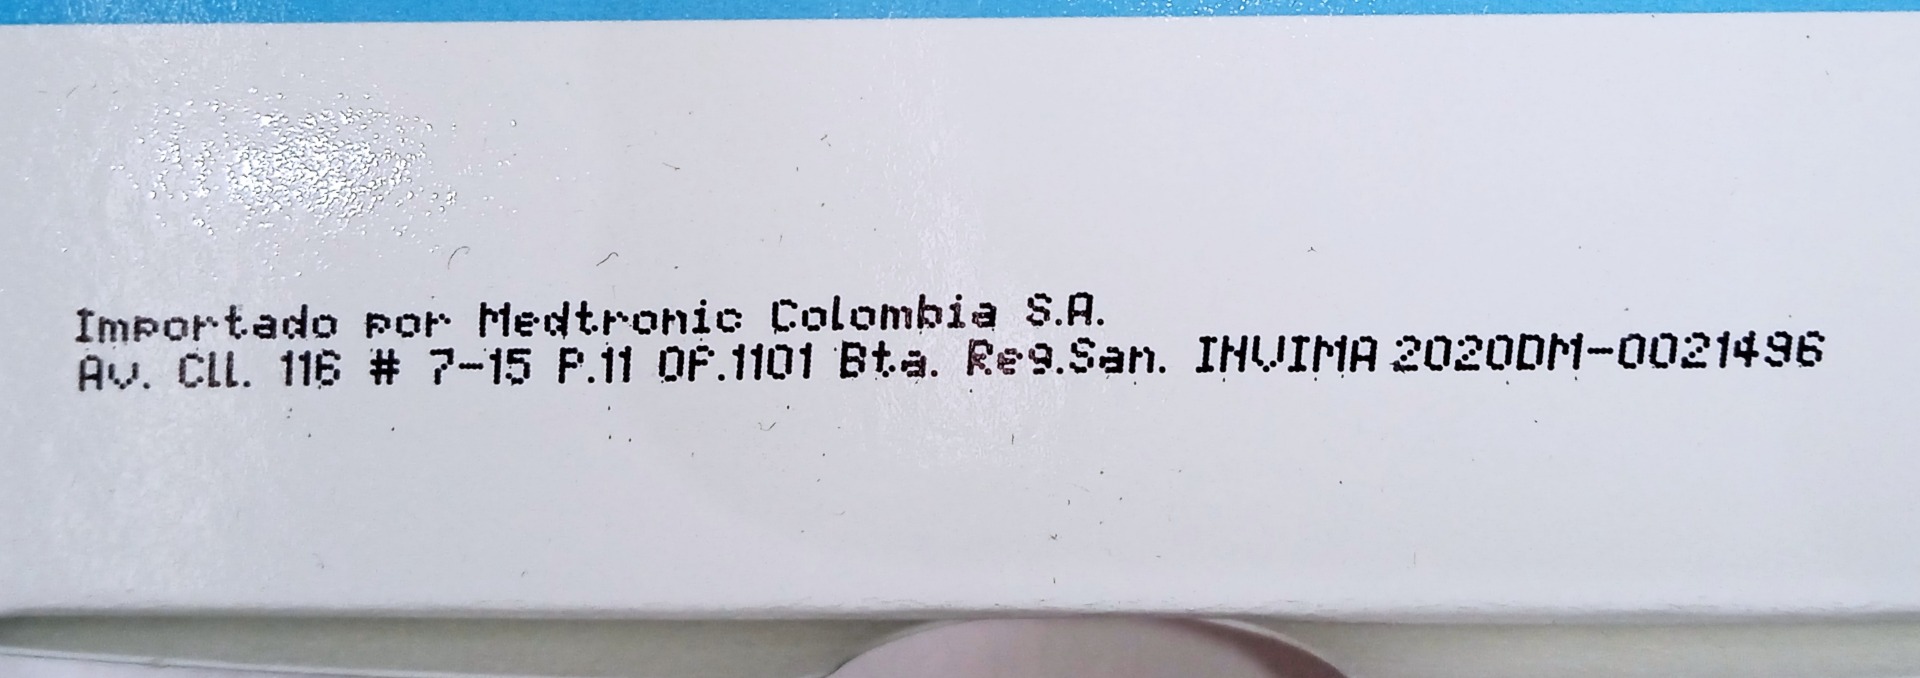 Importado por Medtronic Colombia S.A.
Av. Cll. 116 # 7-15 P.11 OF.1101 Bta. Reg.San. INVIMA 2020DM-0021496